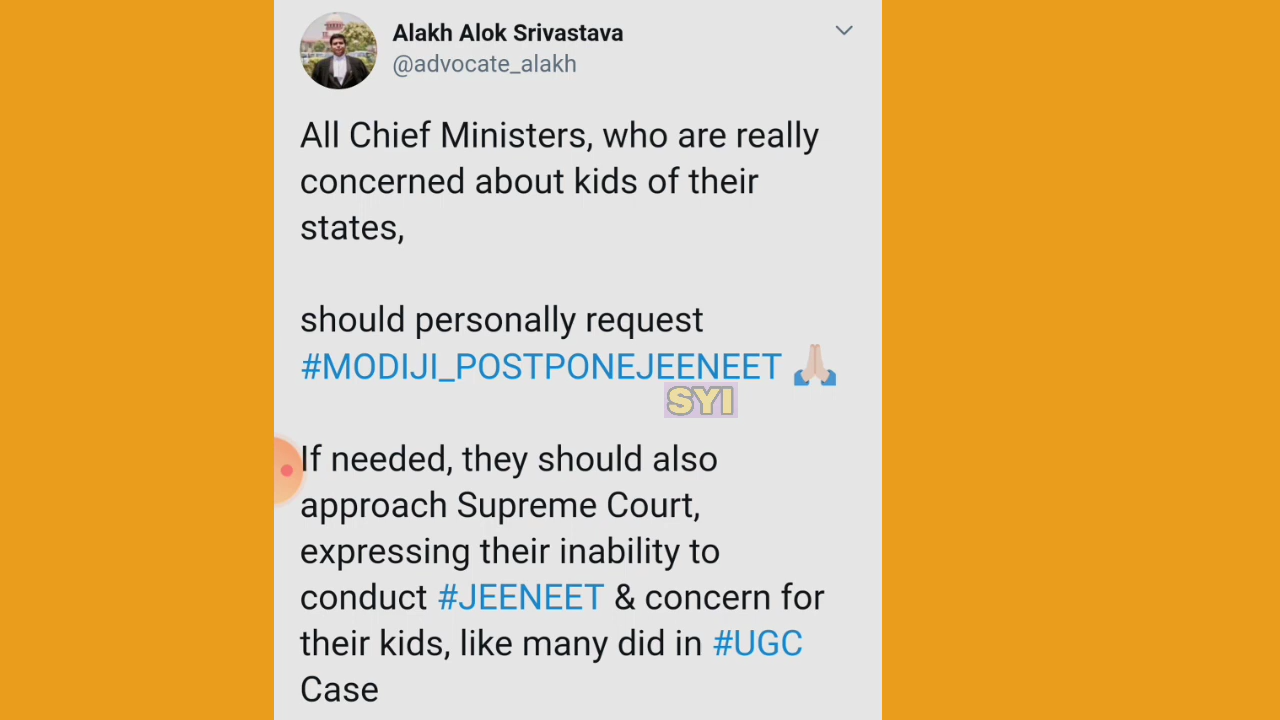 Alakh Alok Srivastava
@advocate_alakh
All Chief Ministers, who are really
concerned about kids of their
states,
should personally request
#MODIJI_POSTPONEJEENEET 🙏🏻
SYI
If needed, they should also
approach Supreme Court,
expressing their inability to
conduct #JEENEET & concern for
their kids, like many did in #UGC
Case